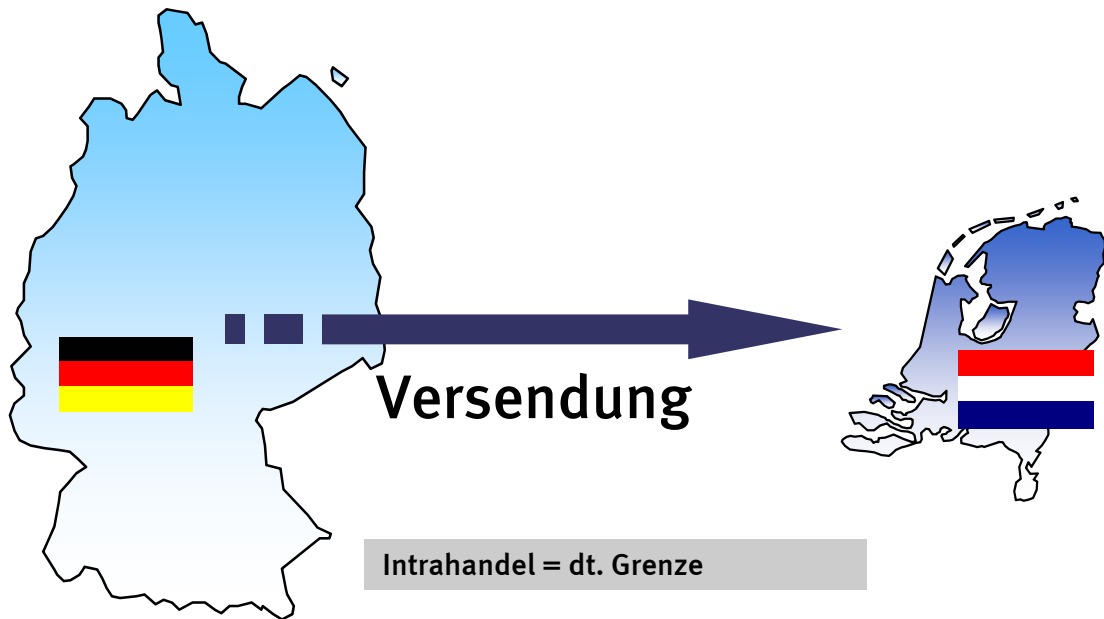 Versendung
Intrahandel = dt. Grenze